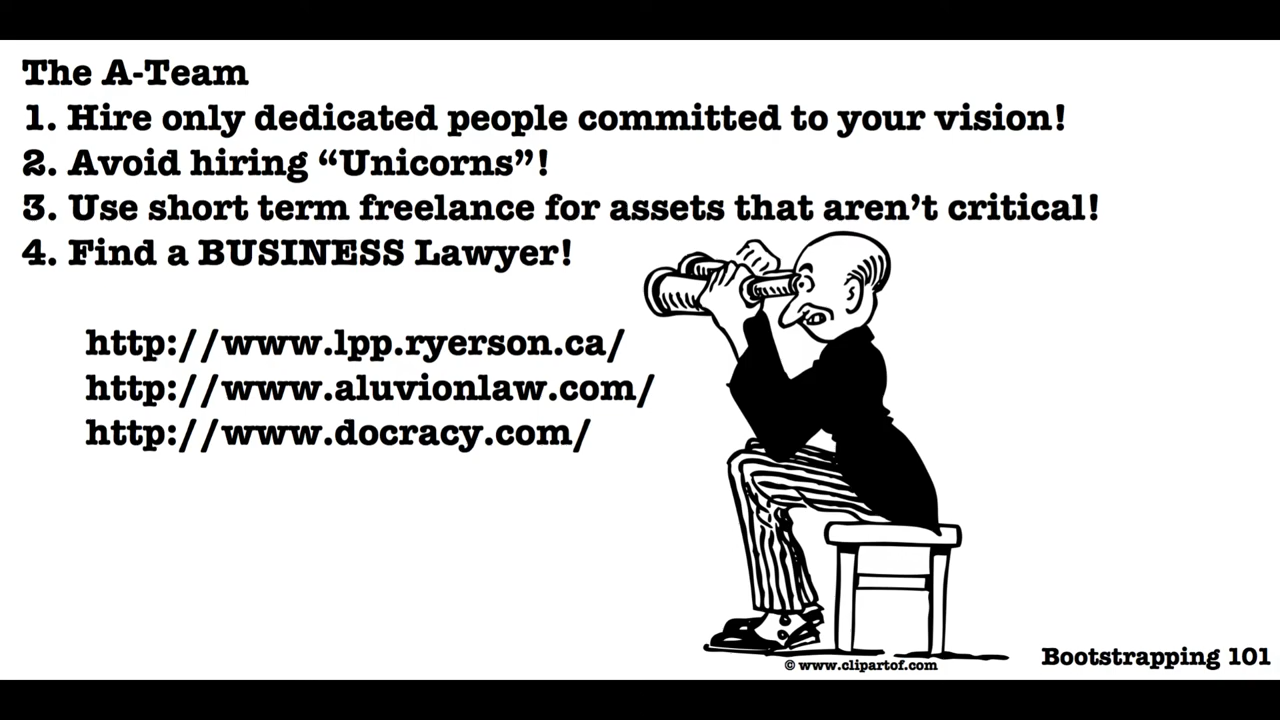 The A-Team
1. Hire only dedicated people committed to your vision!
2. Avoid hiring “Unicorns”!
3. Use short term freelance for assets that aren’t critical!
4. Find a BUSINESS Lawyer!
http://www.lpp.ryerson.ca/
http://www.aluvionlaw.com/
http://www.docracy.com/
© www.clipartof.com
Bootstrapping 101